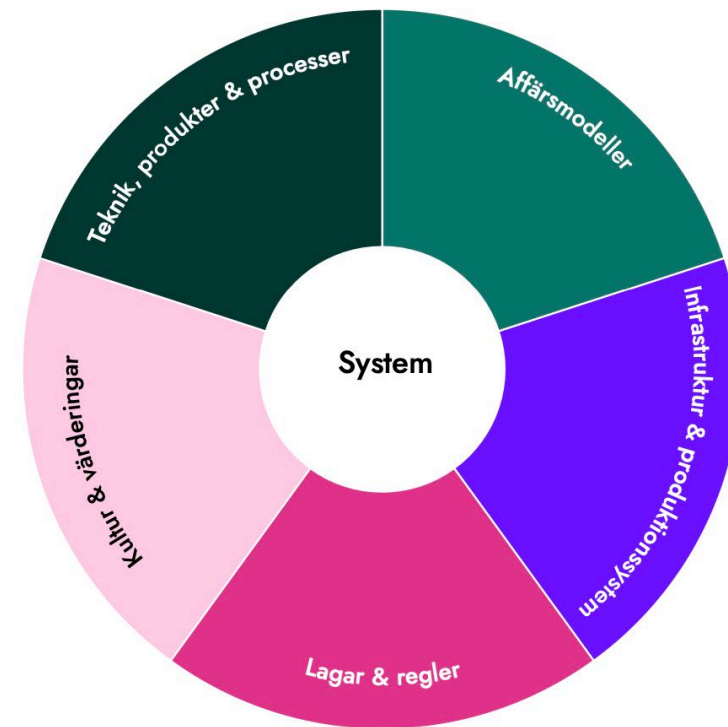 Teknik, produkter & processer
Affärsmodeller
Infrastruktur & produktionssystem
Lagar & regler
Kultur & värderingar
System